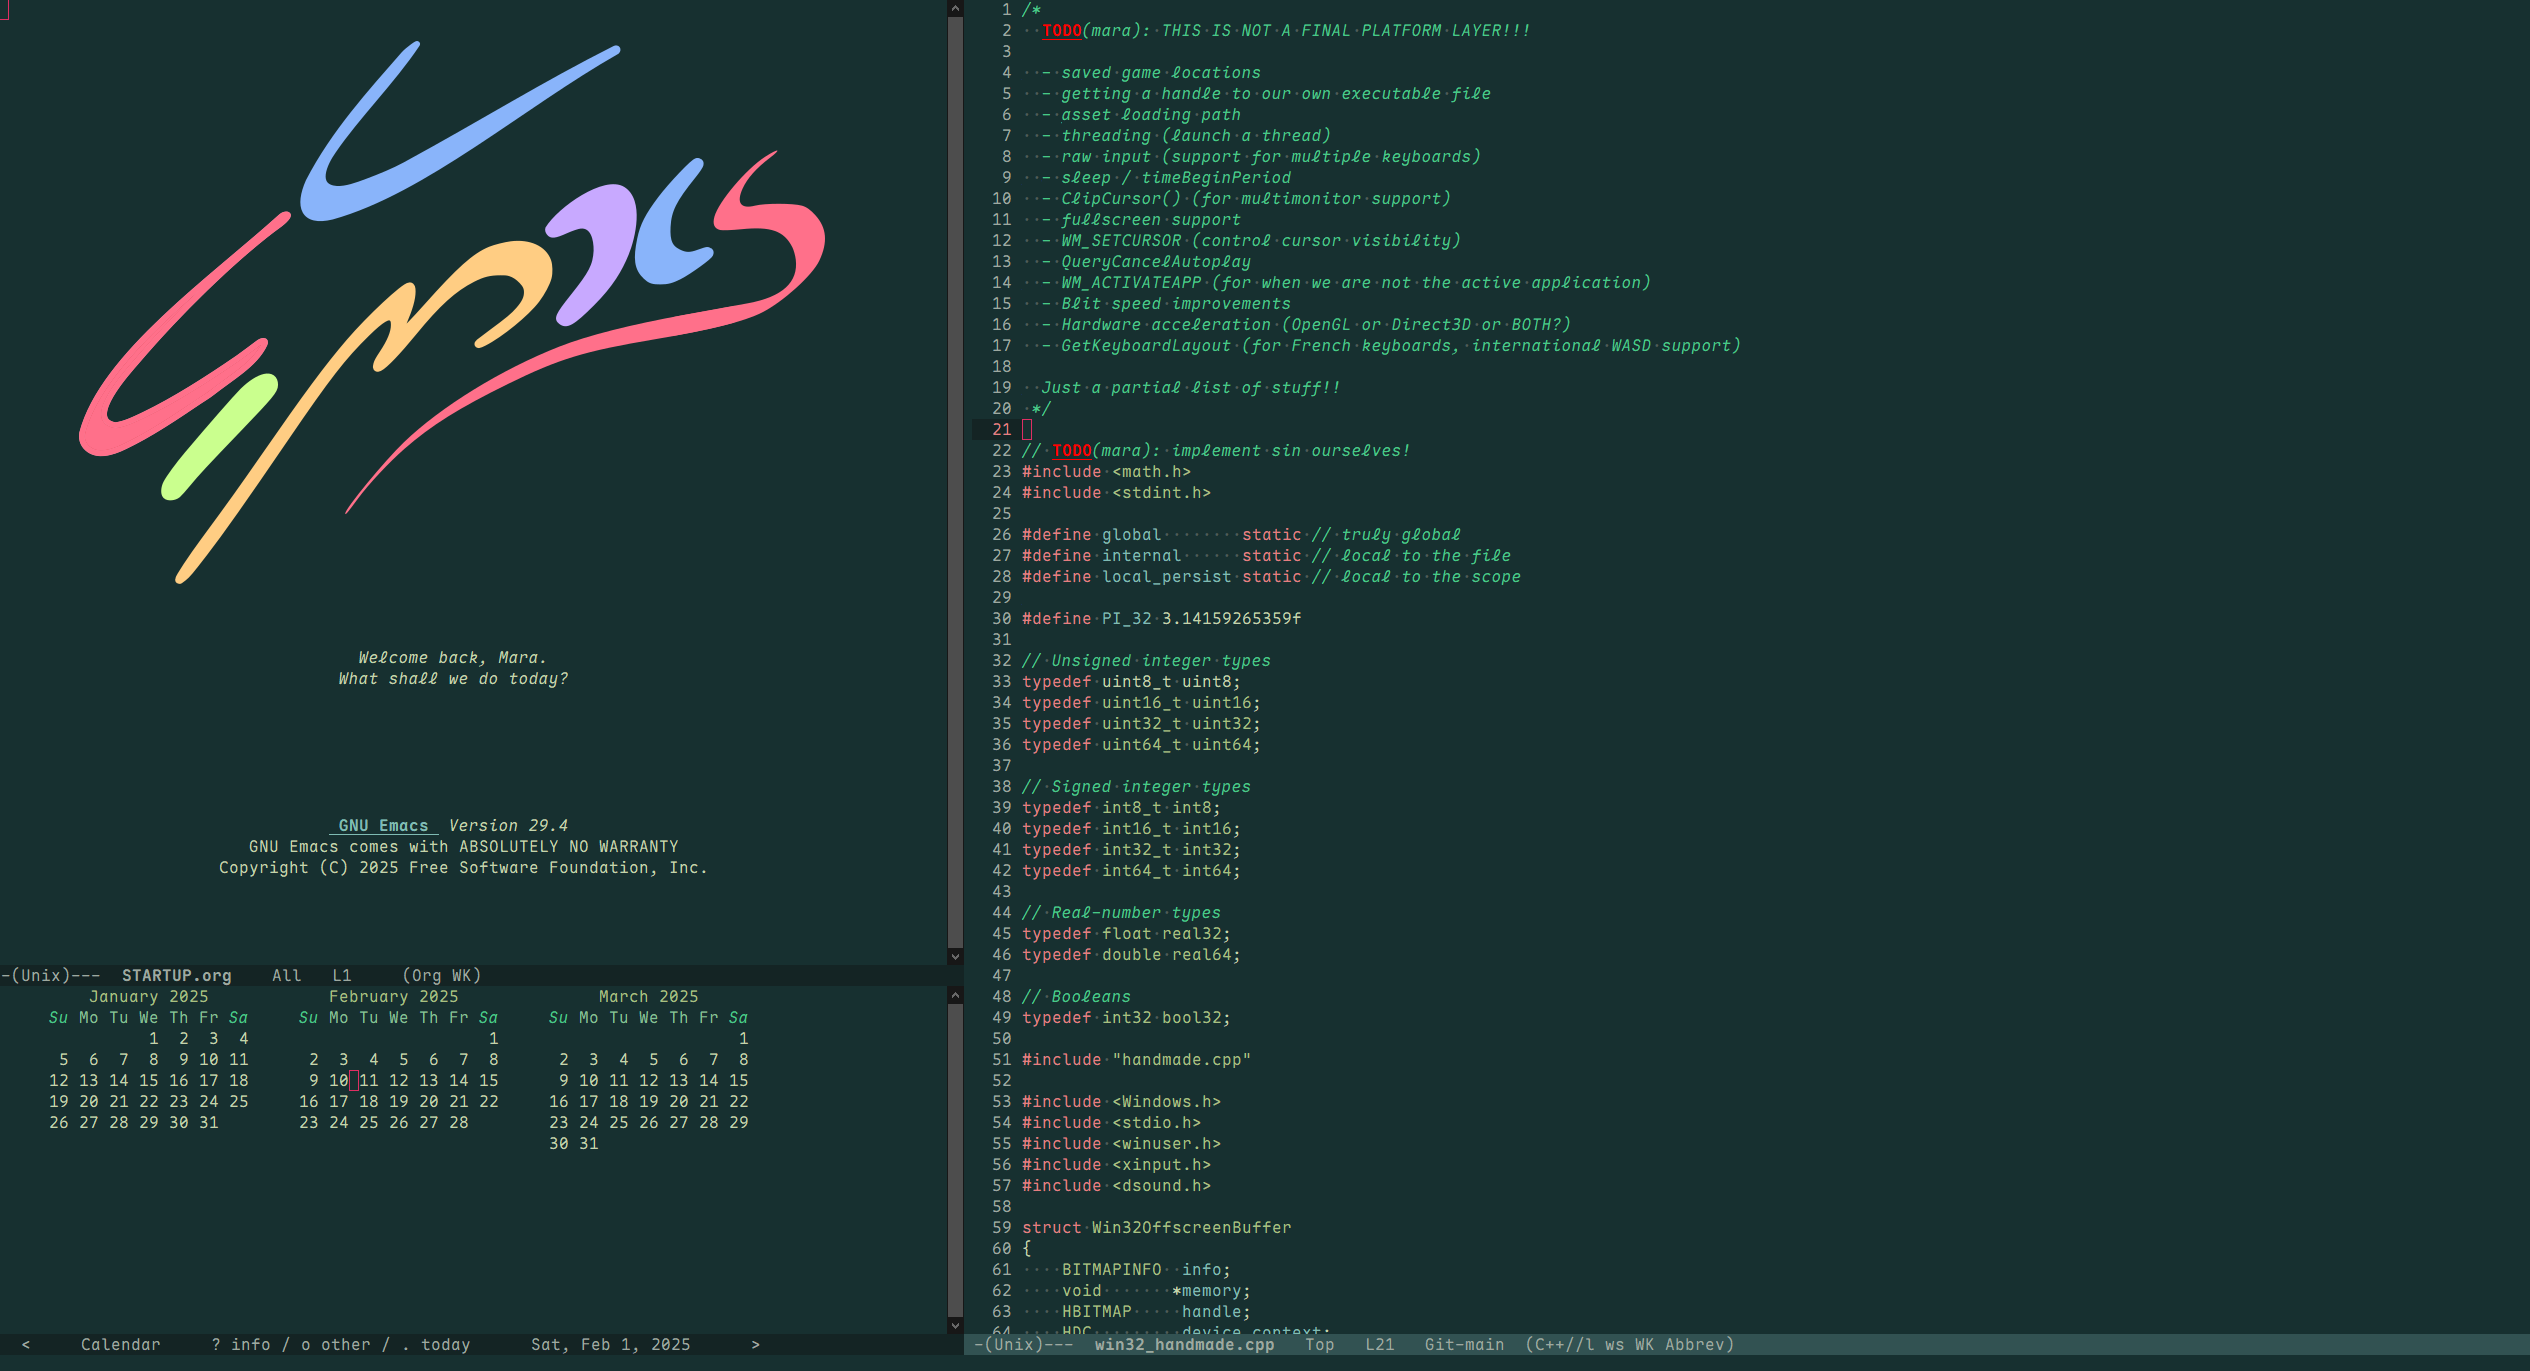 Emacs
Welcome back, Mara.
What shall we do today?
GNU Emacs Version 29.4
GNU Emacs comes with ABSOLUTELY NO WARRANTY
Copyright (C) 2025 Free Software Foundation, Inc.
-(Unix)--- STARTUP.org All L1 (Org WK)
January 2025 February 2025 March 2025
Su Mo Tu We Th Fr Sa Su Mo Tu We Th Fr Sa Su Mo Tu We Th Fr Sa
1 2 3 4 1 1
5 6 7 8 9 10 11 2 3 4 5 6 7 8 2 3 4 5 6 7 8
12 13 14 15 16 17 18 9 10 11 12 13 14 15 9 10 11 12 13 14 15
19 20 21 22 23 24 25 16 17 18 19 20 21 22 16 17 18 19 20 21 22
26 27 28 29 30 31 23 24 25 26 27 28 23 24 25 26 27 28 29
30 31
< Calendar ? info / o other / . today Sat, Feb 1, 2025 >
1 /*
2 TODO(mara): THIS IS NOT A FINAL PLATFORM LAYER!!!
3
4 - saved game locations
5 - getting a handle to our own executable file
6 - asset loading path
7 - threading (launch a thread)
8 - raw input (support for multiple keyboards)
9 - sleep / timeBeginPeriod
10 - ClipCursor() (for multimonitor support)
11 - fullscreen support
12 - WM_SETCURSOR (control cursor visibility)
13 - QueryCancelAutoplay
14 - WM_ACTIVATEAPP (for when we are not the active application)
15 - Blit speed improvements
16 - Hardware acceleration (OpenGL or Direct3D or BOTH?)
17 - GetKeyboardLayout (for French keyboards, international WASD support)
18
19 Just a partial list of stuff!!
20 */
21
22 // TODO(mara): implement sin ourselves!
23 #include <math.h>
24 #include <stdint.h>
25
26 #define global static // truly global
27 #define internal static // local to the file
28 #define local_persist static // local to the scope
29
30 #define PI_32 3.14159265359f
31
32 // Unsigned integer types
33 typedef uint8_t uint8;
34 typedef uint16_t uint16;
35 typedef uint32_t uint32;
36 typedef uint64_t uint64;
37
38 // Signed integer types
39 typedef int8_t int8;
40 typedef int16_t int16;
41 typedef int32_t int32;
42 typedef int64_t int64;
43
44 // Real-number types
45 typedef float real32;
46 typedef double real64;
47
48 // Booleans
49 typedef int32 bool32;
50
51 #include "handmade.cpp"
52
53 #include <Windows.h>
54 #include <stdio.h>
55 #include <winuser.h>
56 #include <xinput.h>
57 #include <dsound.h>
58
59 struct Win32OffscreenBuffer
60 {
61 BITMAPINFO info;
62 void *memory;
63 HBITMAP handle;
64 HDC device_context;
-(Unix)--- win32_handmade.cpp Top L21 Git-main (C++//l ws WK Abbrev)